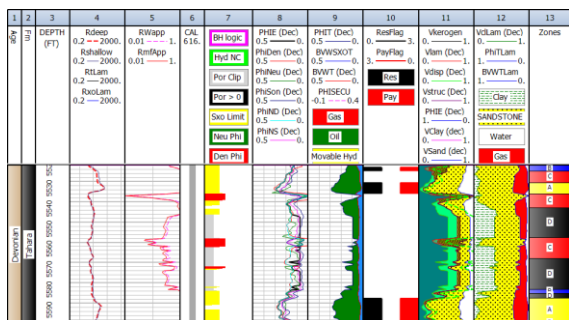 1 2 3 4 5 6 7 8 9 10 11 12 13
Age
Fm
DEPTH (FT)
Rdeep
0.2 2000.
Rshallow
0.2 2000.
RtLam
0.2 2000.
RxoLam
0.2 2000.
RWapp
0.01 1.
RmfApp
0.01 1.
CAL
616.
BH logic
Hyd NC
Por Clip
Por > 0
Sxo Limit
Neu Phi
Den Phi
PHIE (Dec)
0.5 0.
PhiDen (Dec)
0.5 0.
PhiNeu (Dec)
0.5 0.
PhiSon (Dec)
0.5 0.
PhiND (Dec)
0.5 0.
PhiNS (Dec)
0.5 0.
PHIT (Dec)
0.5 0.
BVWSXOT
0.5 0.
BVWT (Dec)
0.5 0.
PHISECU
-0.1 0.4
Gas
Oil
Movable Hyd
ResFlag
0. 3.
PayFlag
3. 0.
Res
Pay
Vkerogen
0. 1.
Vlam (Dec)
0. 1.
Vdisp (Dec)
0. 1.
Vstruc (Dec)
0. 1.
PHIE (Dec)
1. 0.
VClay (Dec)
0. 1.
VSand (Dec)
0. 1.
VdLam (Dec)
0. 1.
PhiTLam
1. 0.
BVWTLam
1. 0.
Clay
SANDSTONE
Water
Gas
Zones
Devonian
Tahara
5530
5540
5550
5560
5570
5580
5590
C
A
C
D
C
D
A